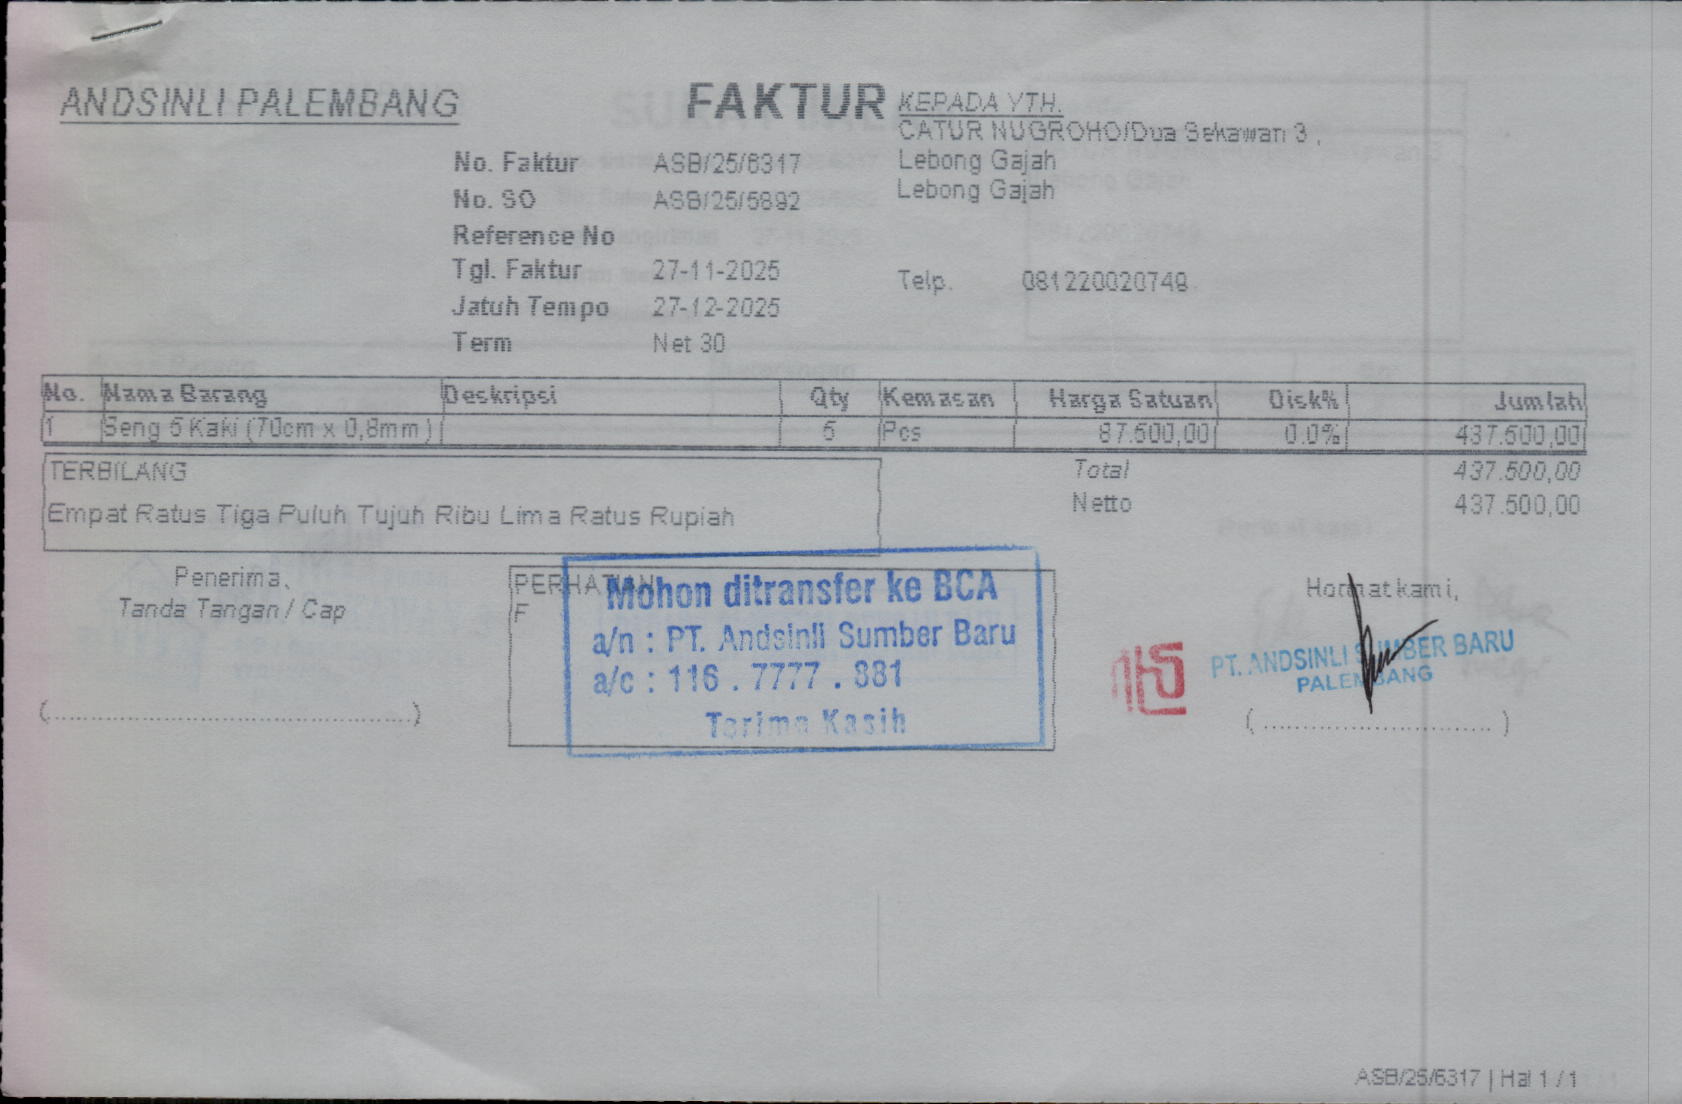 ANDSINLI PALEMBANG
FAKTUR
KEPADA YTH.
CATUR NUGROHO/Dua Sekawan 3 ,
Lebong Gajah
Lebong Gajah
Telp. 081220020749
No. Faktur ASB/25/6317
No. SO ASB/25/5892
Reference No
Tgl. Faktur 27-11-2025
Jatuh Tempo 27-12-2025
Term Net 30
No. Nama Barang Deskripsi Qty Kemasan Harga Satuan Disk% Jumlah
1 Seng 6 Kaki (70cm x 0,8mm) 5 Pcs 87.500,00 0.0% 437.500,00
TERBILANG
Empat Ratus Tiga Puluh Tujuh Ribu Lima Ratus Rupiah
Total 437.500,00
Netto 437.500,00
Penerima,
Tanda Tangan / Cap
(..........................................)
PERHATIAN
F
Mohon ditransfer ke BCA
a/n : PT. Andsinli Sumber Baru
a/c : 116 . 7777 . 881
Terima Kasih
Hormat kami,
PT. ANDSINLI SUMBER BARU
PALEMBANG
( .............................. )
ASB/25/6317 | Hal 1 / 1